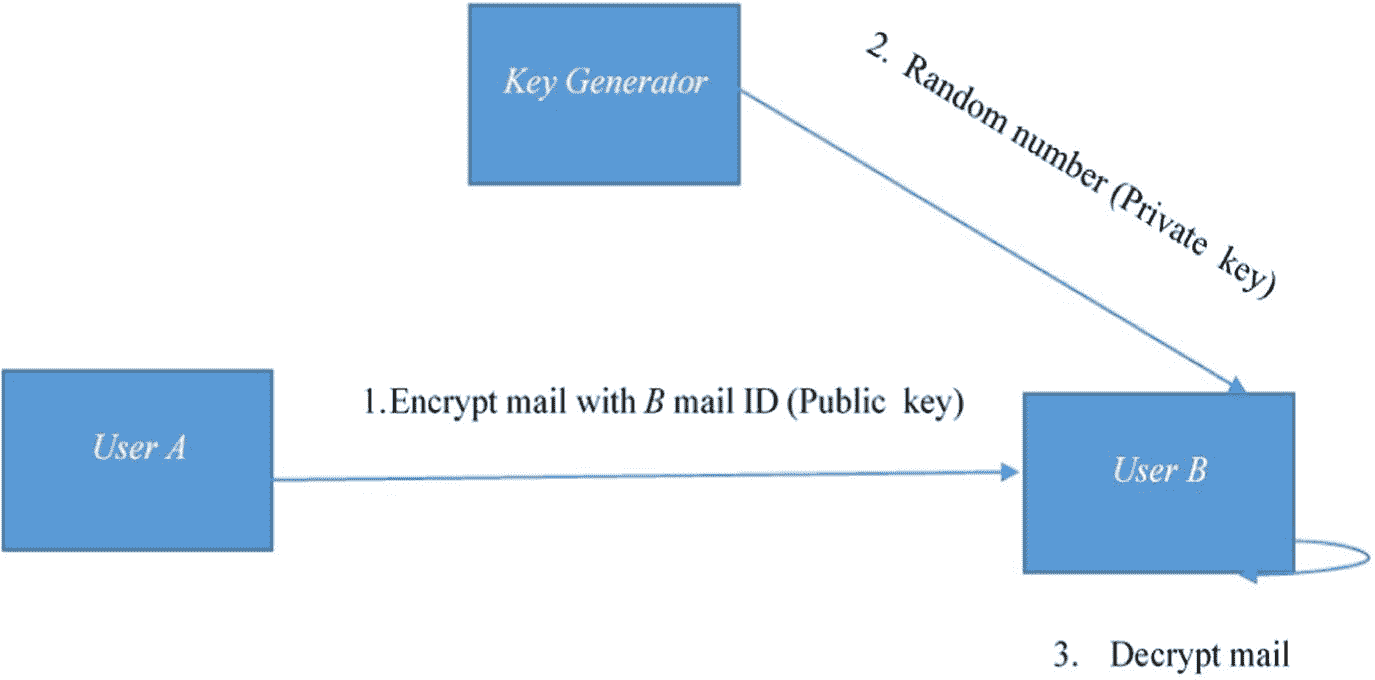 Key Generator
2. Random number (Private key)
User A
1.Encrypt mail with B mail ID (Public key)
User B
3. Decrypt mail